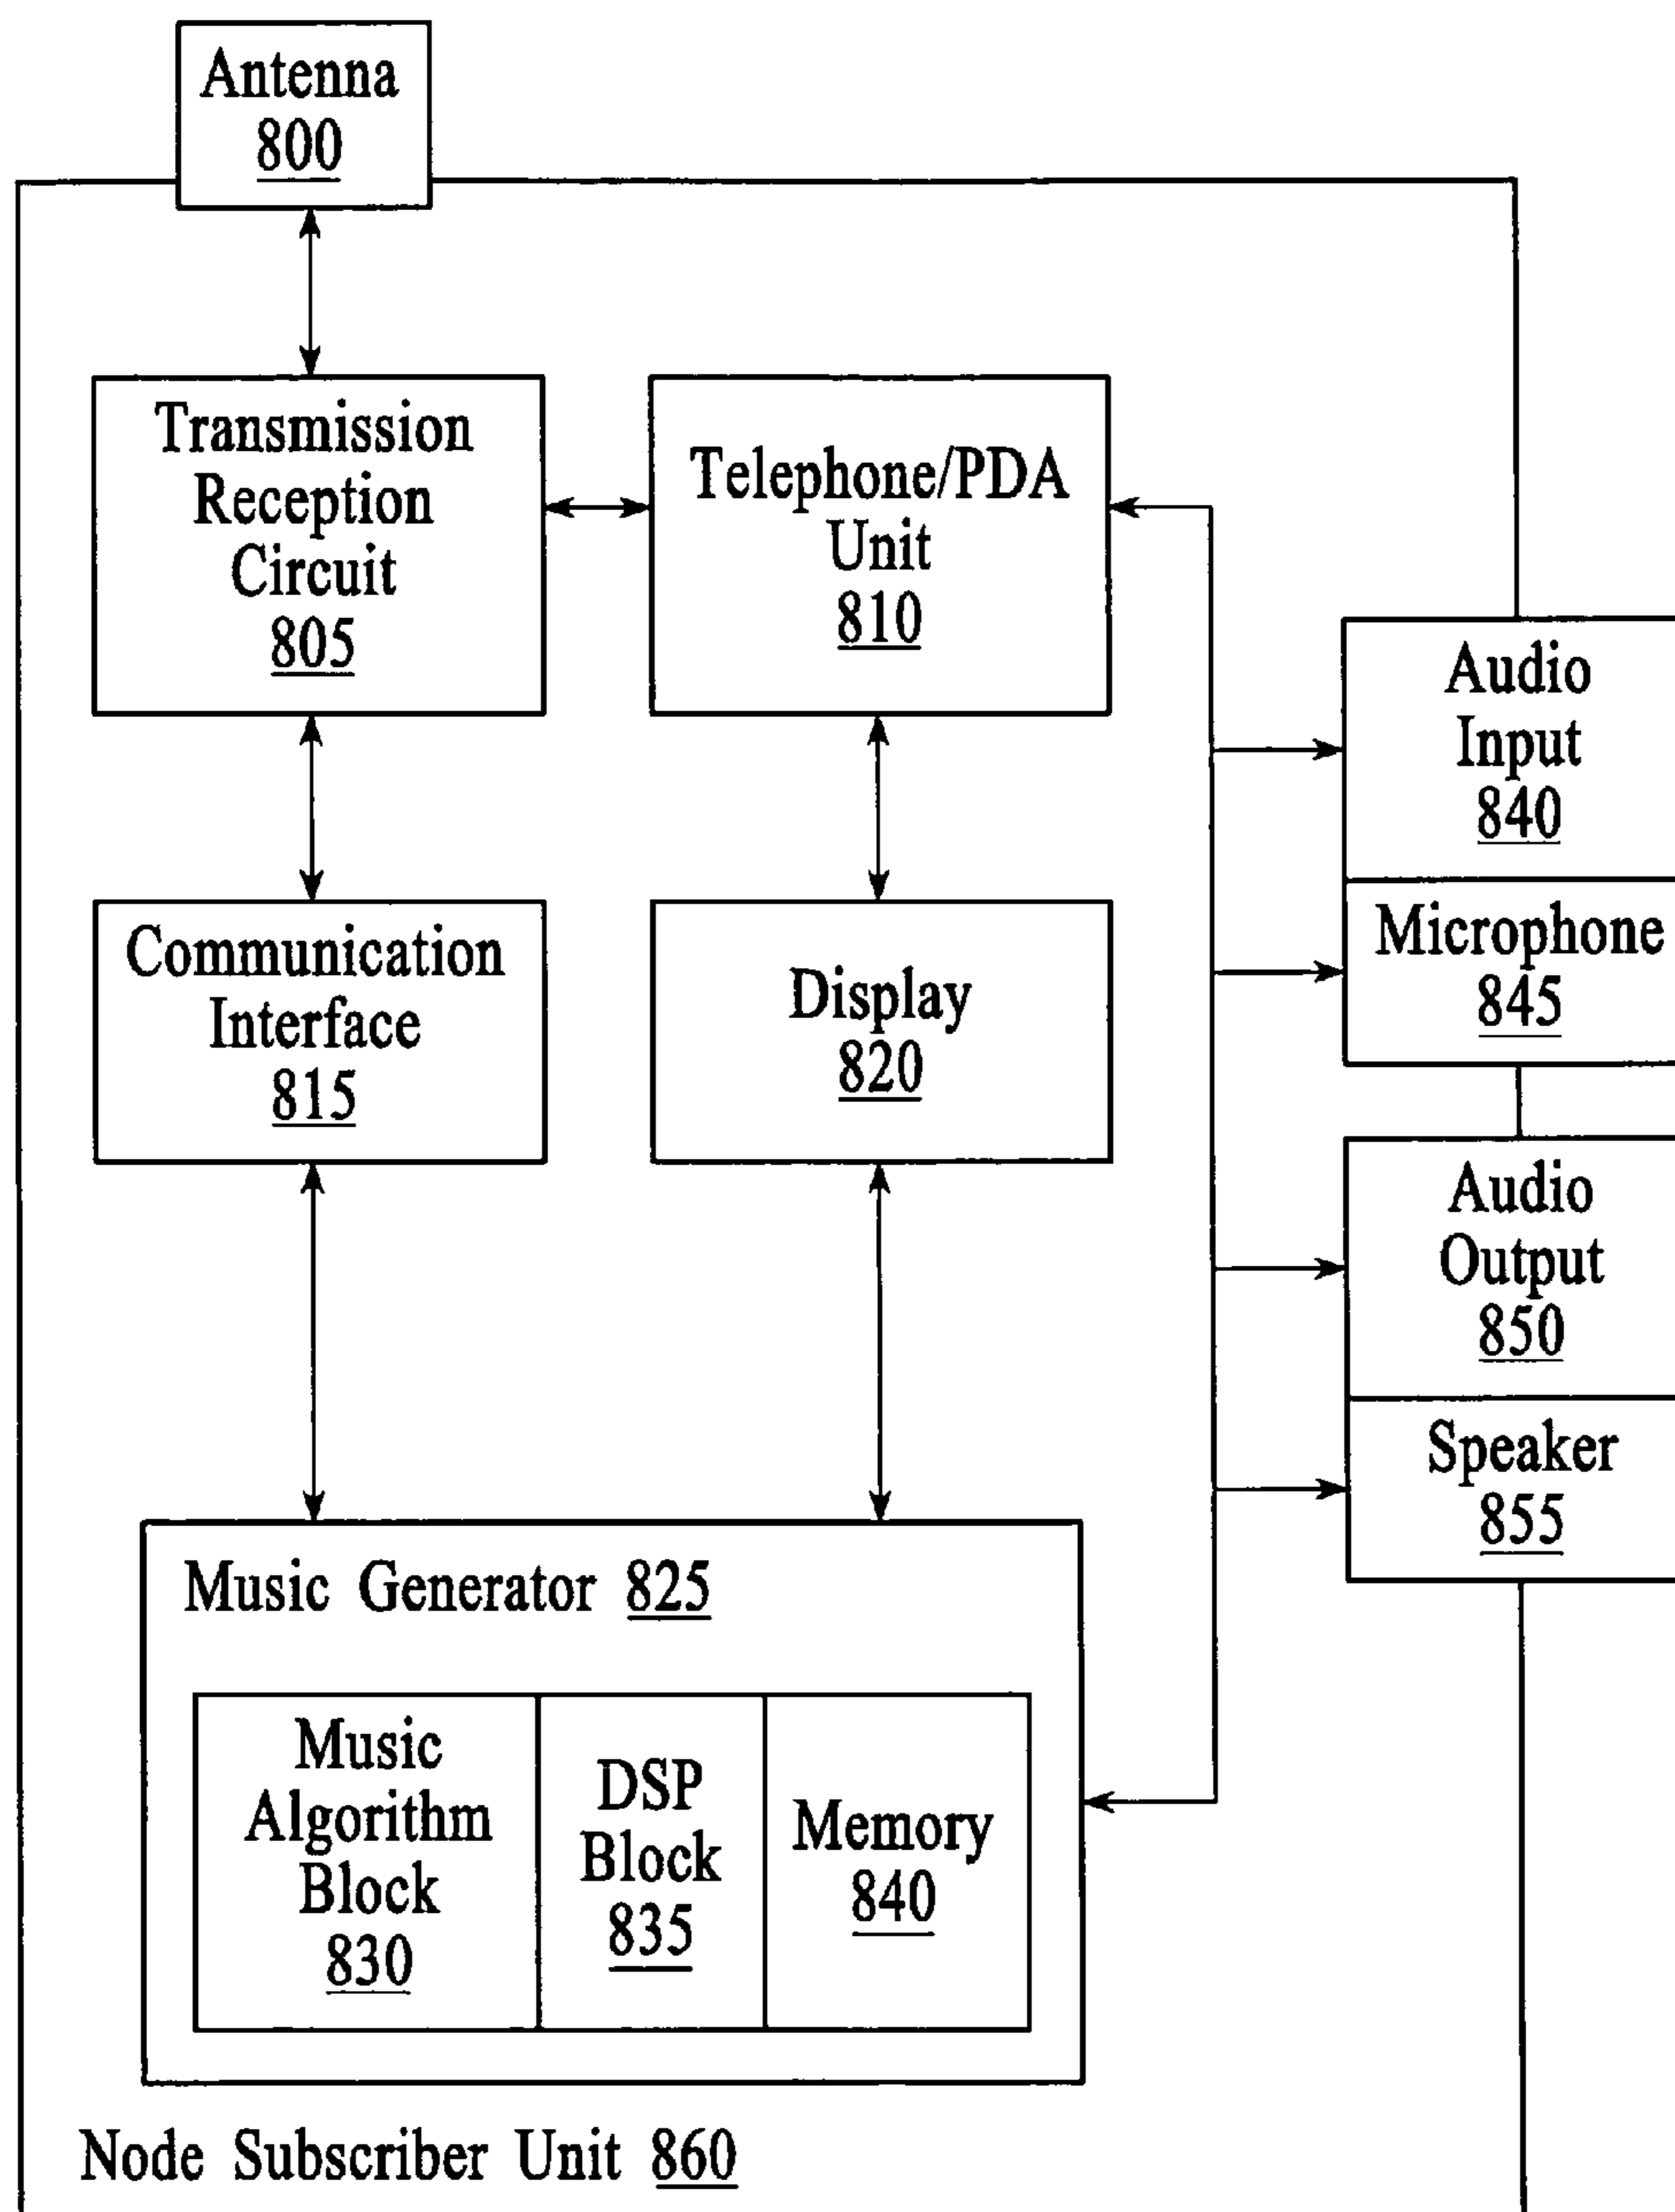 Antenna
800
Transmission
Reception
Circuit
805
Telephone/PDA
Unit
810
Audio
Input
840
Microphone
845
Communication
Interface
815
Display
820
Audio
Output
850
Speaker
855
Music Generator 825
Music
Algorithm
Block
830
DSP
Block
835
Memory
840
Node Subscriber Unit 860